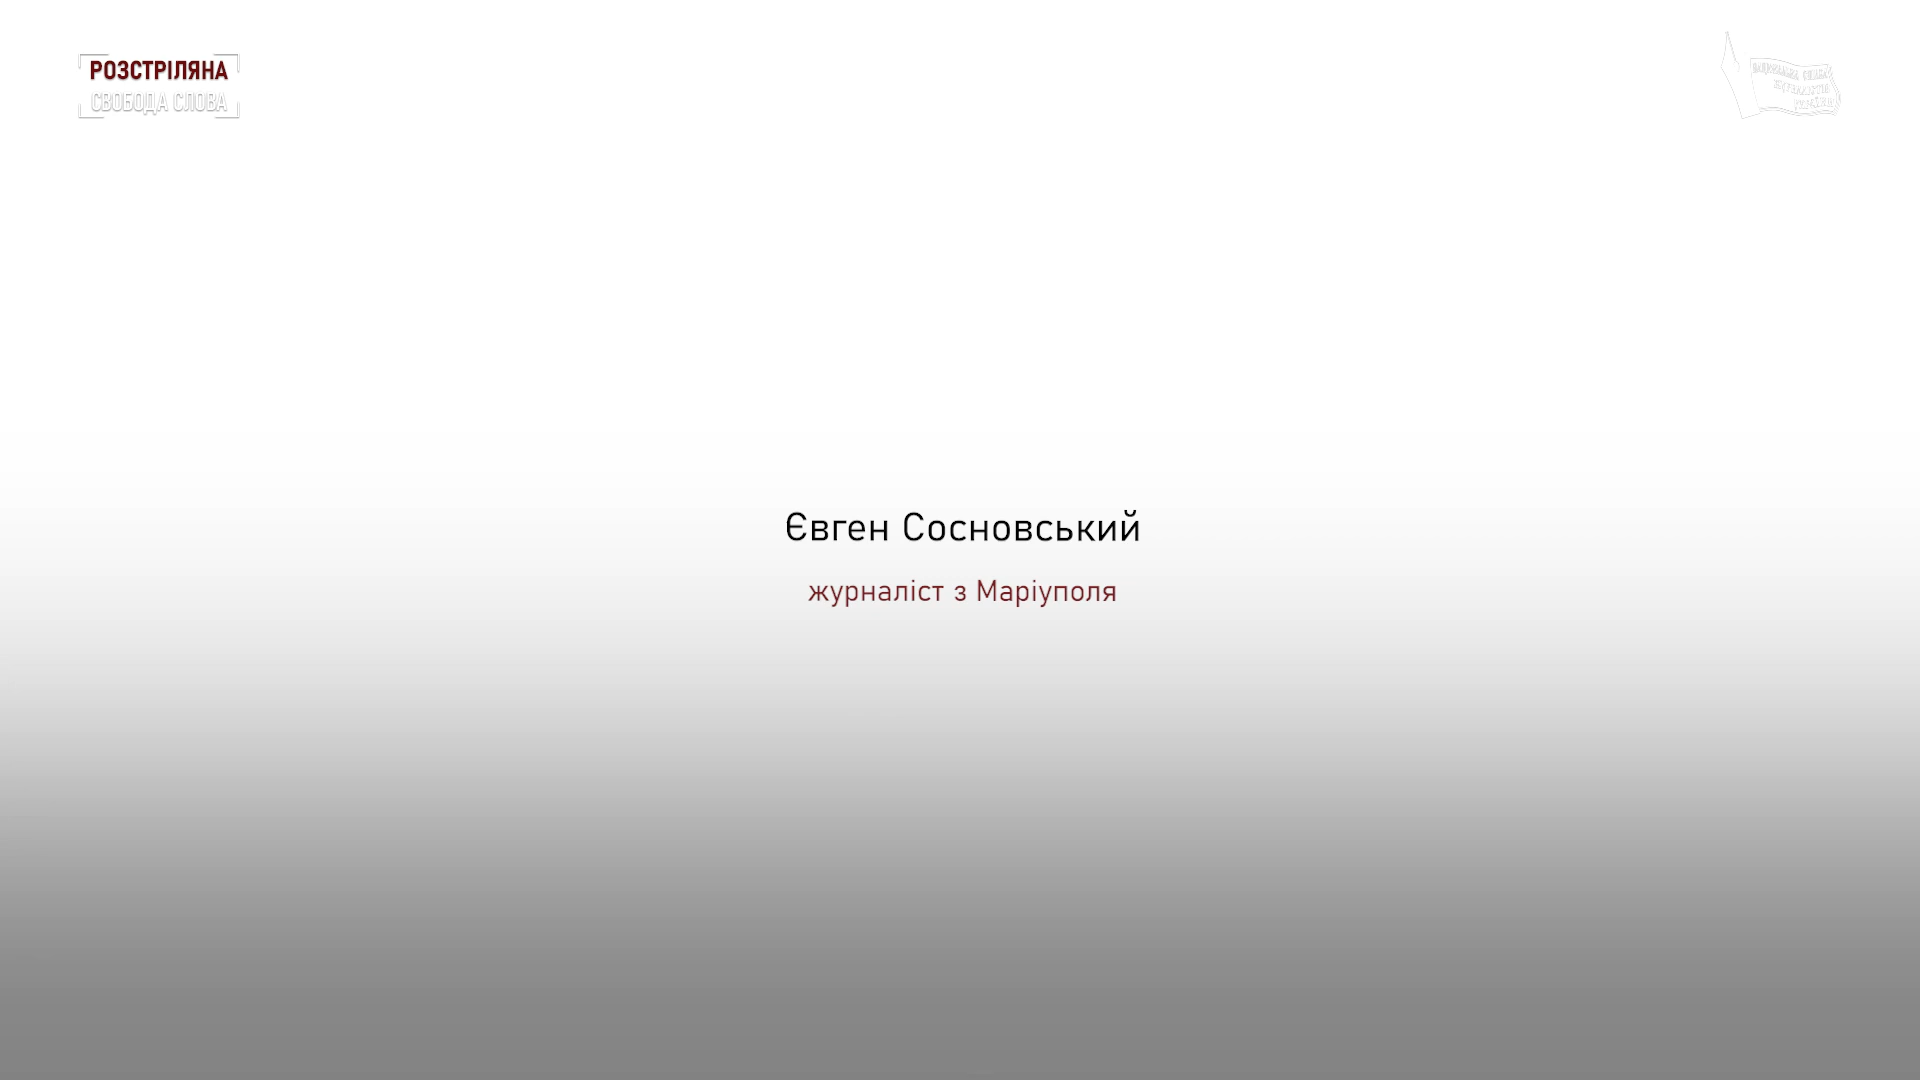 РОЗСТРІЛЯНА
СВОБОДА СЛОВА
Євген Сосновський
журналіст з Маріуполя